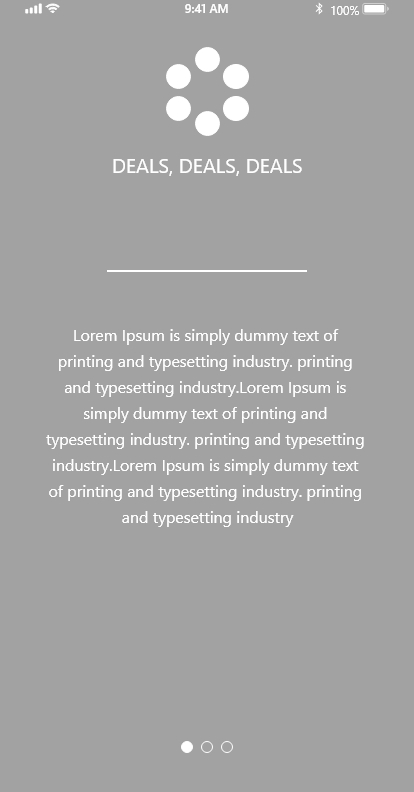 9:41 AM
100%
DEALS, DEALS, DEALS
Lorem Ipsum is simply dummy text of
printing and typesetting industry. printing
and typesetting industry.Lorem Ipsum is
simply dummy text of printing and
typesetting industry. printing and typesetting
industry.Lorem Ipsum is simply dummy text
of printing and typesetting industry. printing
and typesetting industry